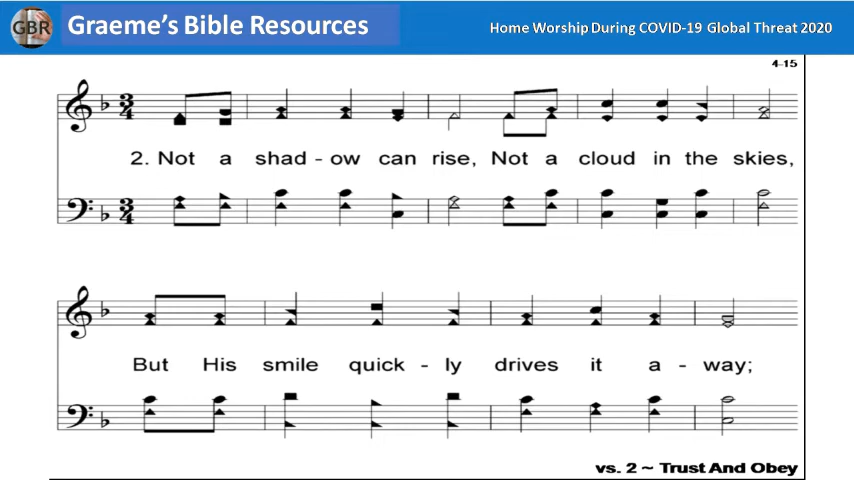 GBR Graeme's Bible Resources
Home Worship During COVID-19 Global Threat 2020
4-15
2. Not a shad - ow can rise, Not a cloud in the skies,
But His smile quick - ly drives it a - way;
vs. 2 ~ Trust And Obey